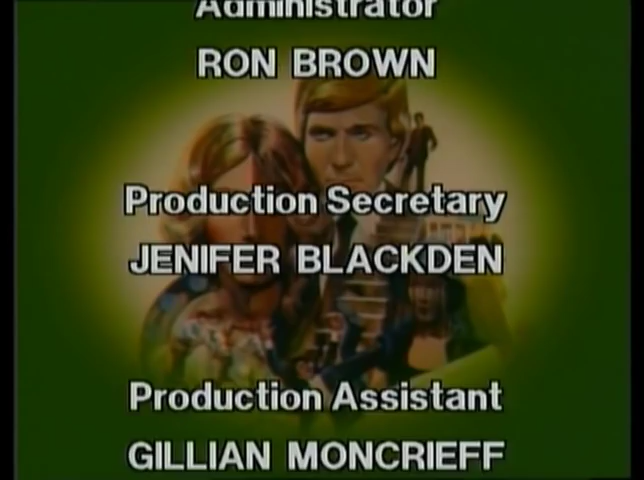 Administrator
RON BROWN
Production Secretary
JENIFER BLACKDEN
Production Assistant
GILLIAN MONCRIEFF